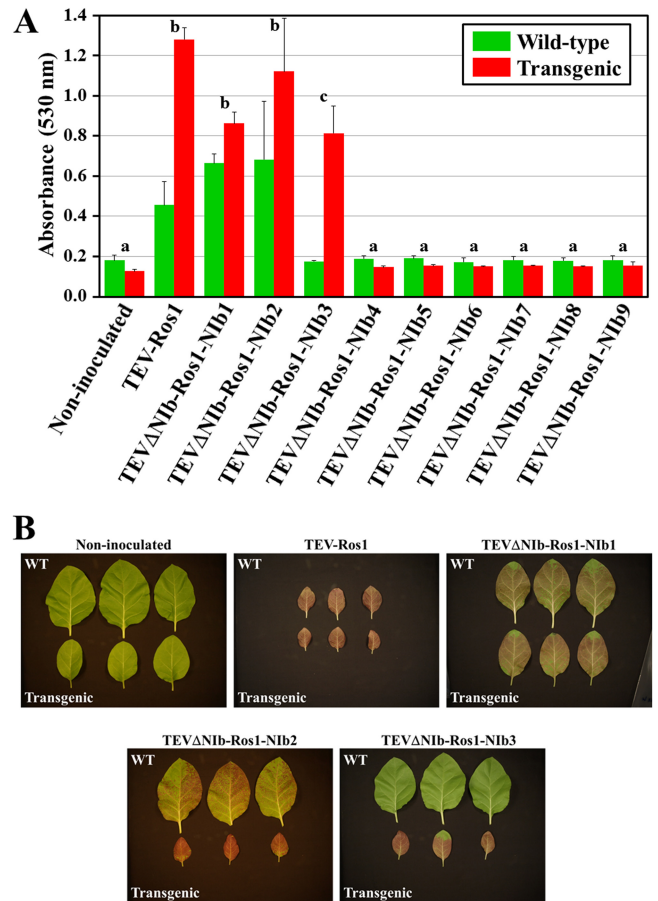 A
Absorbance (530 nm)
1.4
1.2
1.0
0.8
0.6
0.4
0.2
0.0
Wild-type
Transgenic
a
b
b
b
c
a
a
a
a
a
a
Non-inoculated
TEV-Ros1
TEVΔNIb-Ros1-NIb1
TEVΔNIb-Ros1-NIb2
TEVΔNIb-Ros1-NIb3
TEVΔNIb-Ros1-NIb4
TEVΔNIb-Ros1-NIb5
TEVΔNIb-Ros1-NIb6
TEVΔNIb-Ros1-NIb7
TEVΔNIb-Ros1-NIb8
TEVΔNIb-Ros1-NIb9
B
Non-inoculated
WT
Transgenic
TEV-Ros1
WT
Transgenic
TEVΔNIb-Ros1-NIb1
WT
Transgenic
TEVΔNIb-Ros1-NIb2
WT
Transgenic
TEVΔNIb-Ros1-NIb3
WT
Transgenic